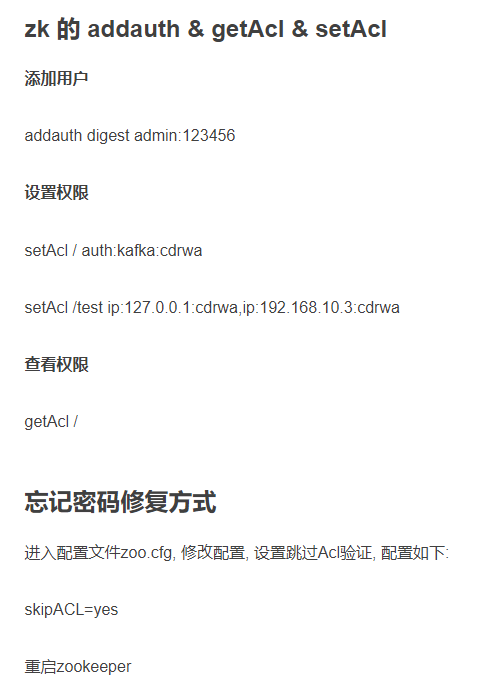 zk 的 addauth & getAcl & setAcl
添加用户
addauth digest admin:123456
设置权限
setAcl / auth:kafka:cdrwa
setAcl /test ip:127.0.0.1:cdrwa,ip:192.168.10.3:cdrwa
查看权限
getAcl /
忘记密码修复方式
进入配置文件zoo.cfg, 修改配置, 设置跳过Acl验证, 配置如下:
skipACL=yes
重启zookeeper